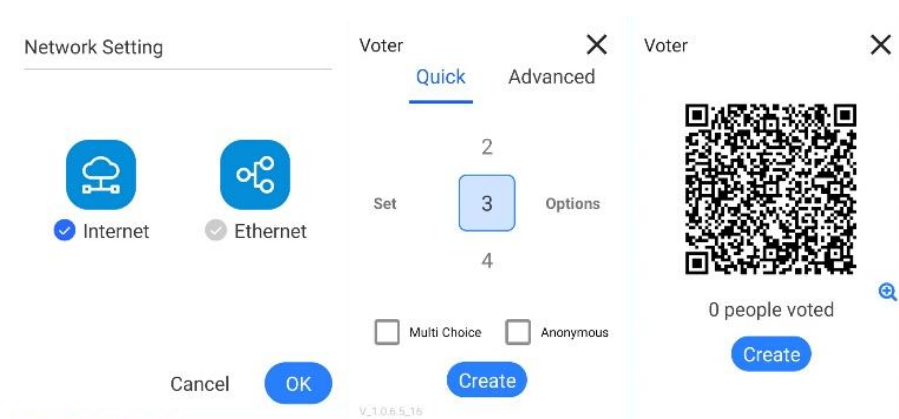 Network Setting
Internet
Ethernet
Cancel
OK
Voter
Quick
Advanced
2
Set
3
Options
4
Multi Choice
Anonymous
Create
V_1.0.6.5_16
Voter
0 people voted
Create